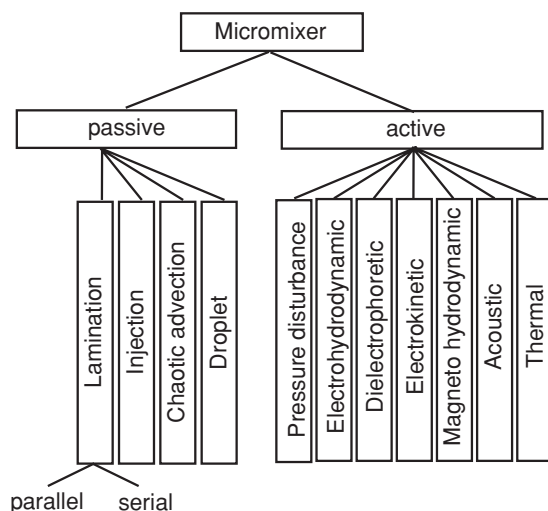 Micromixer
passive
active
Lamination
Injection
Chaotic advection
Droplet
Pressure disturbance
Electrohydrodynamic
Dielectrophoretic
Electrokinetic
Magneto hydrodynamic
Acoustic
Thermal
parallel
serial